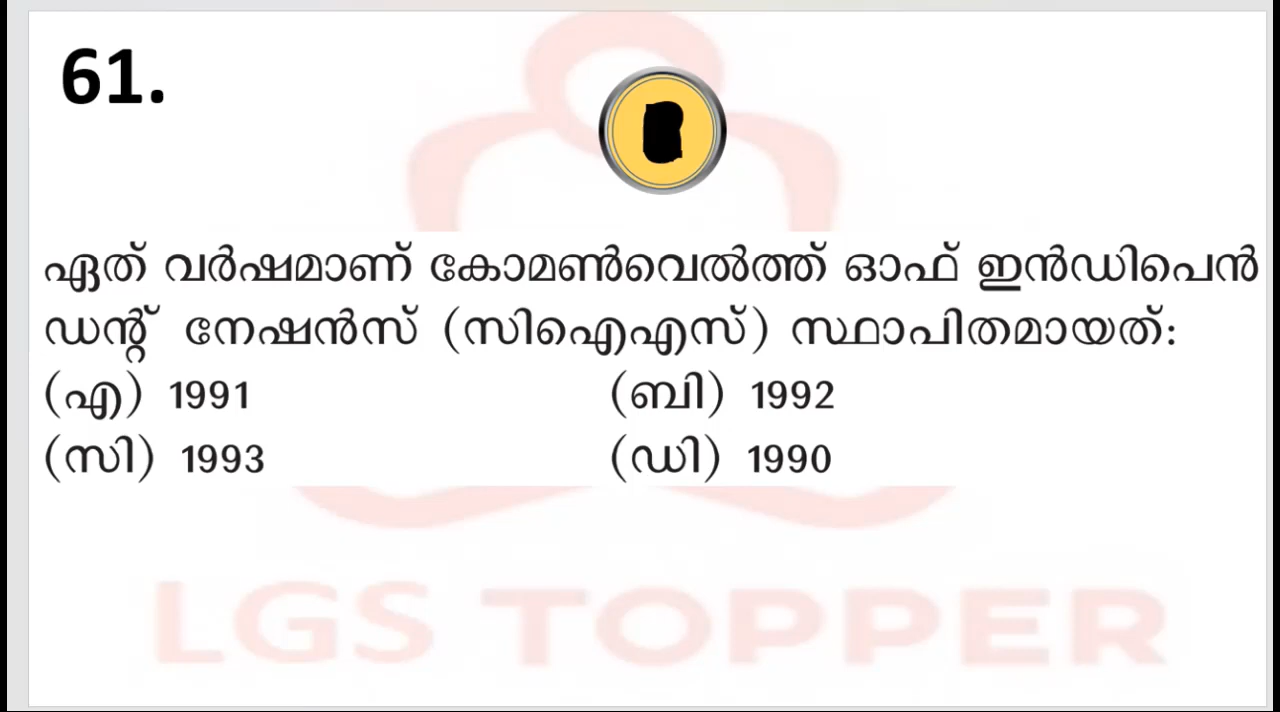 61.
ഏത് വർഷമാണ് കോമൺവെൽത്ത് ഓഫ് ഇൻഡിപെൻ
ഡന്റ് നേഷൻസ് (സിഐഎസ്) സ്ഥാപിതമായത്:
(എ) 1991 (ബി) 1992
(സി) 1993 (ഡി) 1990
LGS TOPPER